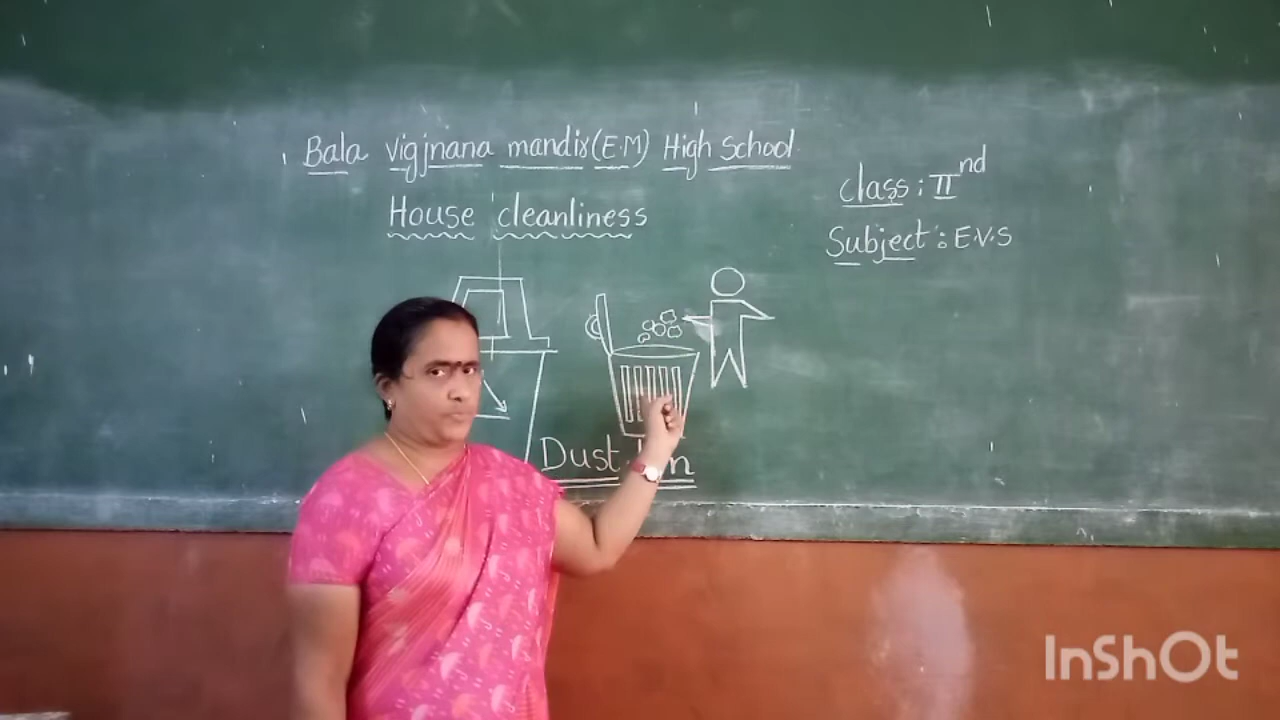 Bala Vigjnana mandir(E.M) High School
House cleanliness
class : II nd
Subject : E.V.S
Dust
InShOt